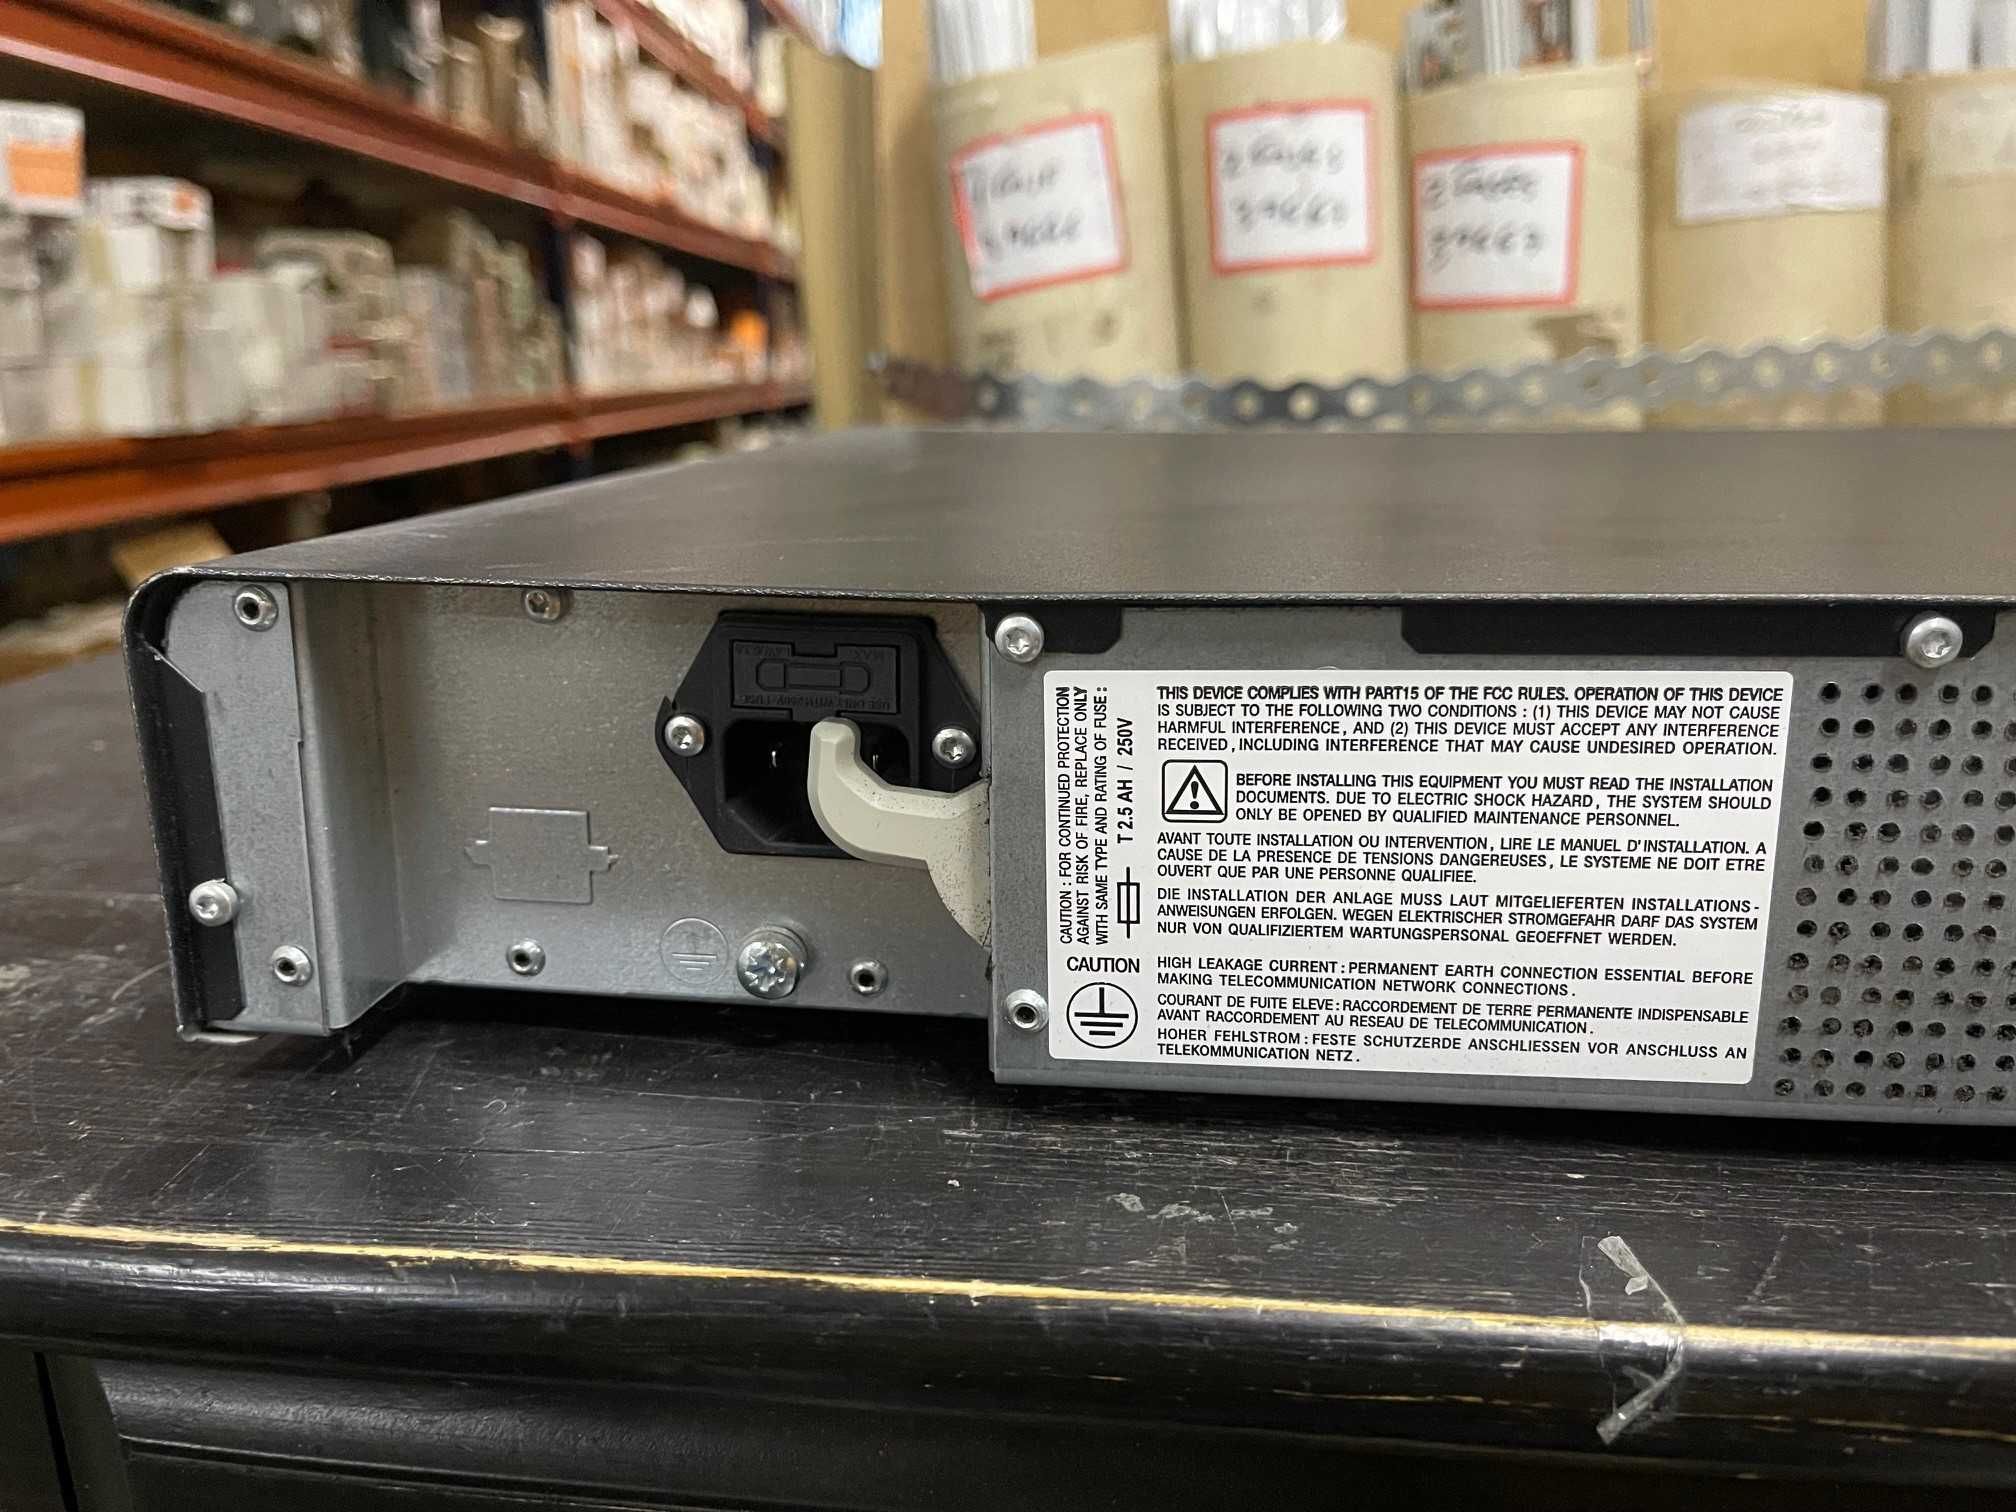 CAUTION : FOR CONTINUED PROTECTION
AGAINST RISK OF FIRE, REPLACE ONLY
WITH SAME TYPE AND RATING OF FUSE :
T 2.5 AH / 250V
THIS DEVICE COMPLIES WITH PART15 OF THE FCC RULES. OPERATION OF THIS DEVICE
IS SUBJECT TO THE FOLLOWING TWO CONDITIONS : (1) THIS DEVICE MAY NOT CAUSE
HARMFUL INTERFERENCE, AND (2) THIS DEVICE MUST ACCEPT ANY INTERFERENCE
RECEIVED, INCLUDING INTERFERENCE THAT MAY CAUSE UNDESIRED OPERATION.
BEFORE INSTALLING THIS EQUIPMENT YOU MUST READ THE INSTALLATION
DOCUMENTS. DUE TO ELECTRIC SHOCK HAZARD, THE SYSTEM SHOULD
ONLY BE OPENED BY QUALIFIED MAINTENANCE PERSONNEL.
AVANT TOUTE INSTALLATION OU INTERVENTION, LIRE LE MANUEL D'INSTALLATION. A
CAUSE DE LA PRESENCE DE TENSIONS DANGEREUSES, LE SYSTEME NE DOIT ETRE
OUVERT QUE PAR UNE PERSONNE QUALIFIEE.
DIE INSTALLATION DER ANLAGE MUSS LAUT MITGELIEFERTEN INSTALLATIONS-
ANWEISUNGEN ERFOLGEN. WEGEN ELEKTRISCHER STROMGEFAHR DARF DAS SYSTEM
NUR VON QUALIFIZIERTEM WARTUNGSPERSONAL GEOEFFNET WERDEN.
CAUTION
HIGH LEAKAGE CURRENT : PERMANENT EARTH CONNECTION ESSENTIAL BEFORE
MAKING TELECOMMUNICATION NETWORK CONNECTIONS.
COURANT DE FUITE ELEVE : RACCORDEMENT DE TERRE PERMANENTE INDISPENSABLE
AVANT RACCORDEMENT AU RESEAU DE TELECOMMUNICATION.
HOHER FEHLSTROM : FESTE SCHUTZERDE ANSCHLIESSEN VOR ANSCHLUSS AN
TELEKOMMUNICATION NETZ.
MAX.
USE ONLY WITH 250V